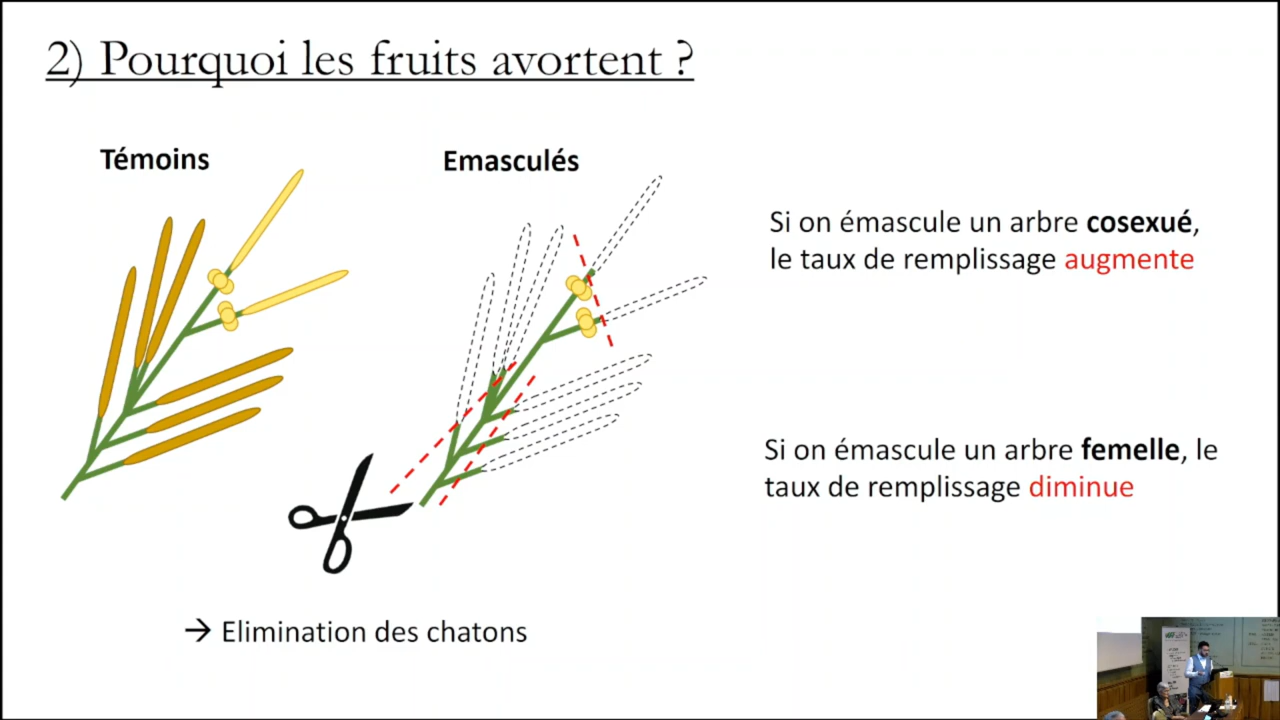 2) Pourquoi les fruits avortent ?
Témoins
Emasculés
Si on émascule un arbre cosexué,
le taux de remplissage augmente
Si on émascule un arbre femelle, le
taux de remplissage diminue
→ Elimination des chatons